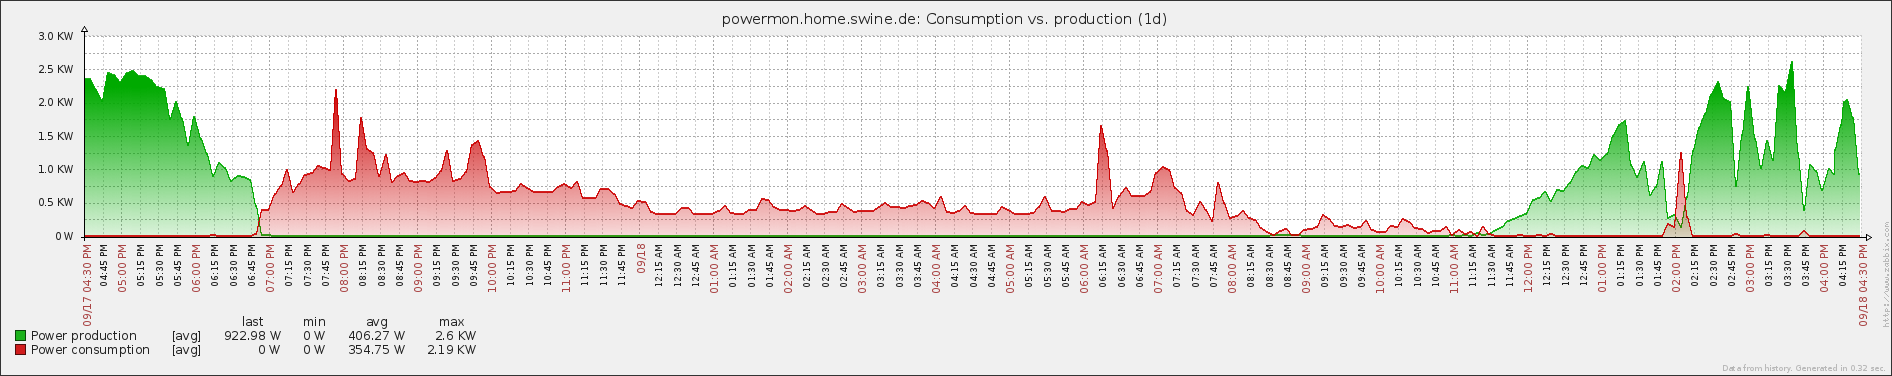 powermon.home.swine.de: Consumption vs. production (1d)
3.0 KW
2.5 KW
2.0 KW
1.5 KW
1.0 KW
0.5 KW
0 W
09/17 04:30 PM
04:45 PM
05:00 PM
05:15 PM
05:30 PM
05:45 PM
06:00 PM
06:15 PM
06:30 PM
06:45 PM
07:00 PM
07:15 PM
07:30 PM
07:45 PM
08:00 PM
08:15 PM
08:30 PM
08:45 PM
09:00 PM
09:15 PM
09:30 PM
09:45 PM
10:00 PM
10:15 PM
10:30 PM
10:45 PM
11:00 PM
11:15 PM
11:30 PM
11:45 PM
09/18
12:15 AM
12:30 AM
12:45 AM
01:00 AM
01:15 AM
01:30 AM
01:45 AM
02:00 AM
02:15 AM
02:30 AM
02:45 AM
03:00 AM
03:15 AM
03:30 AM
03:45 AM
04:00 AM
04:15 AM
04:30 AM
04:45 AM
05:00 AM
05:15 AM
05:30 AM
05:45 AM
06:00 AM
06:15 AM
06:30 AM
06:45 AM
07:00 AM
07:15 AM
07:30 AM
07:45 AM
08:00 AM
08:15 AM
08:30 AM
08:45 AM
09:00 AM
09:15 AM
09:30 AM
09:45 AM
10:00 AM
10:15 AM
10:30 AM
10:45 AM
11:00 AM
11:15 AM
11:30 AM
11:45 AM
12:00 PM
12:15 PM
12:30 PM
12:45 PM
01:00 PM
01:15 PM
01:30 PM
01:45 PM
02:00 PM
02:15 PM
02:30 PM
02:45 PM
03:00 PM
03:15 PM
03:30 PM
03:45 PM
04:00 PM
04:15 PM
09/18 04:30 PM
http://www.zabbix.com
last min avg max
Power production [avg] 922.98 W 0 W 406.27 W 2.6 KW
Power consumption [avg] 0 W 0 W 354.75 W 2.19 KW
Data from history. Generated in 0.32 sec.